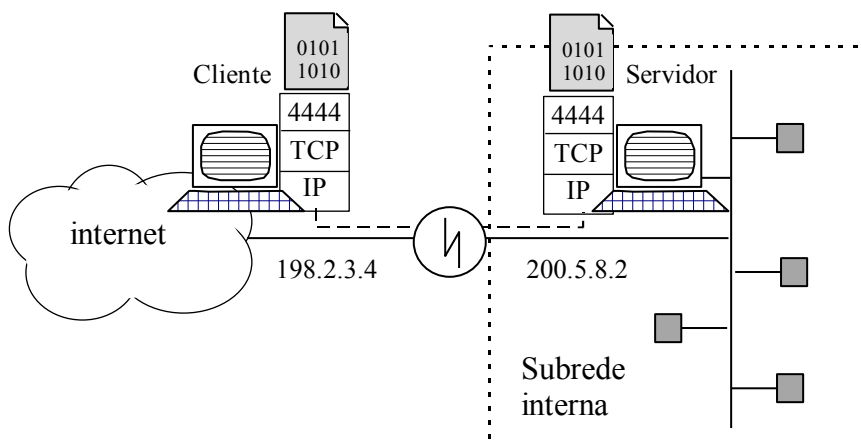 0101
1010
Cliente
4444
TCP
IP
internet
198.2.3.4
0101
1010
Servidor
4444
TCP
IP
200.5.8.2
Subrede
interna